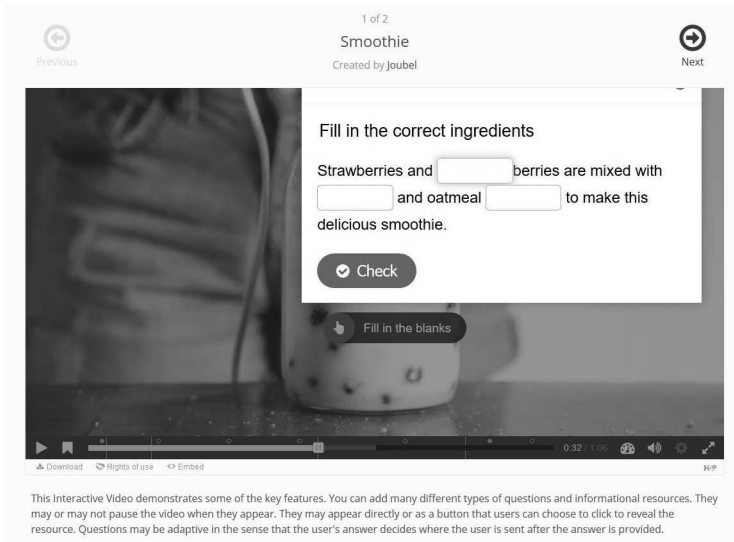 1 of 2
Smoothie
Created by Joubel
Previous
Next
Fill in the correct ingredients
Strawberries and berries are mixed with
and oatmeal to make this
delicious smoothie.
Check
Fill in the blanks
0:32 / 1:06
Download Rights of use Embed
H5P
This Interactive Video demonstrates some of the key features. You can add many different types of questions and informational resources. They
may or may not pause the video when they appear. They may appear directly or as a button that users can choose to click to reveal the
resource. Questions may be adaptive in the sense that the user's answer decides where the user is sent after the answer is provided.